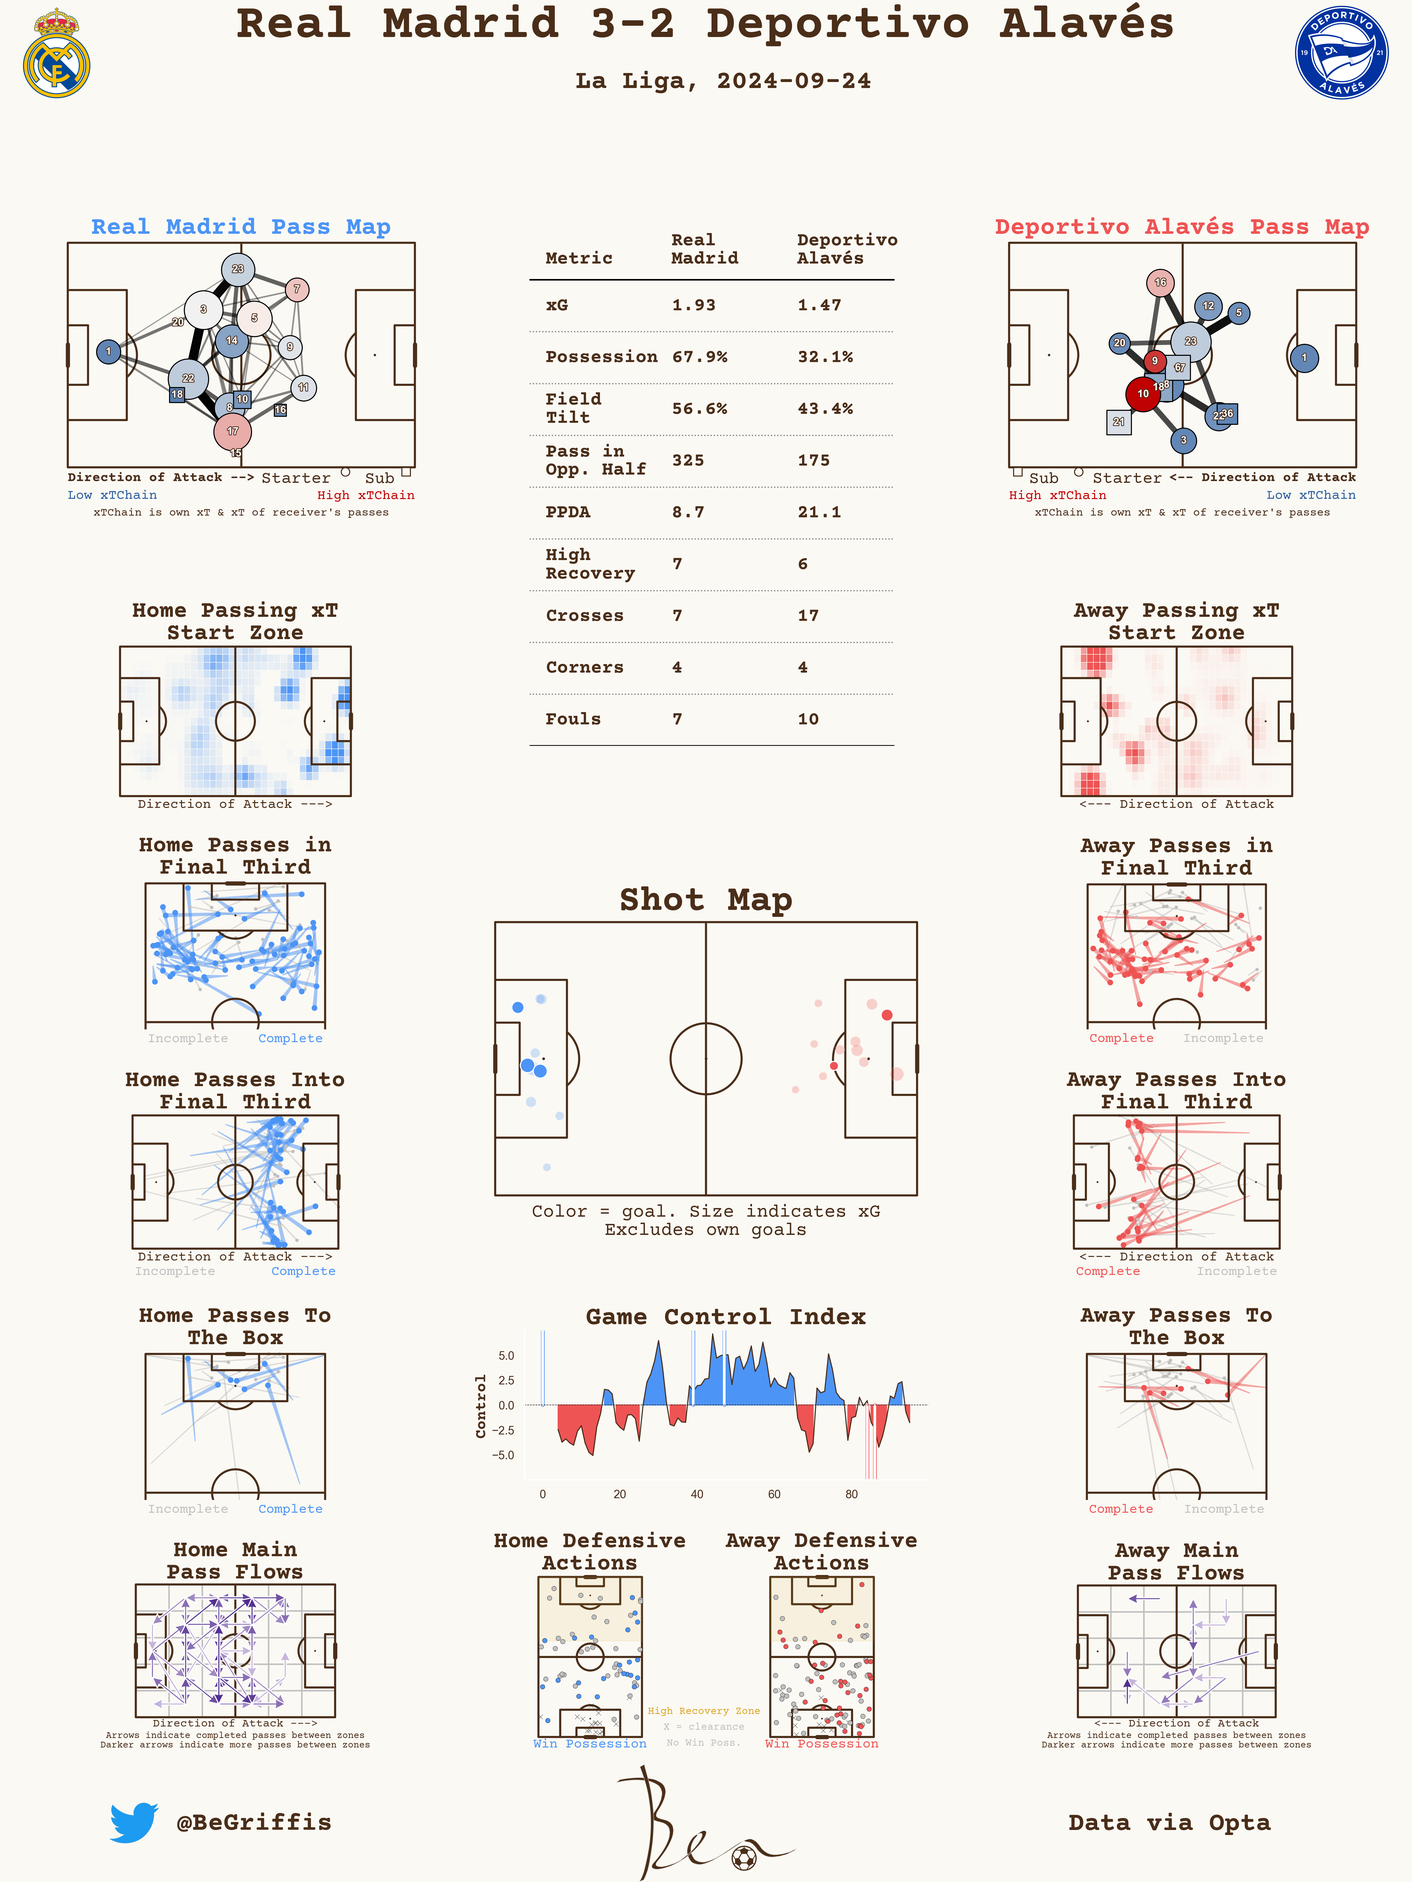 Real Madrid 3-2 Deportivo Alavés
La Liga, 2024-09-24
DEPORTIVO
19 21
ALAVÉS
Real Madrid Pass Map
23
7
3
5
20
14
9
1
22
11
18
10
8
16
17
15
Direction of Attack --> Starter Sub
Low xTChain High xTChain
xTChain is own xT & xT of receiver's passes
Metric Real Madrid Deportivo Alavés
xG 1.93 1.47
Possession 67.9% 32.1%
Field Tilt 56.6% 43.4%
Pass in Opp. Half 325 175
PPDA 8.7 21.1
High Recovery 7 6
Crosses 7 17
Corners 4 4
Fouls 7 10
Deportivo Alavés Pass Map
16
12
5
20
23
9
67
1
18
8
10
21
22
36
3
Sub Starter <-- Direction of Attack
High xTChain Low xTChain
xTChain is own xT & xT of receiver's passes
Home Passing xT
Start Zone
Direction of Attack --->
Away Passing xT
Start Zone
<--- Direction of Attack
Home Passes in
Final Third
Incomplete Complete
Shot Map
Color = goal. Size indicates xG
Excludes own goals
Away Passes in
Final Third
Complete Incomplete
Home Passes Into
Final Third
Direction of Attack --->
Incomplete Complete
Away Passes Into
Final Third
<--- Direction of Attack
Complete Incomplete
Home Passes To
The Box
Incomplete Complete
Game Control Index
Control
5.0
2.5
0.0
−2.5
−5.0
0 20 40 60 80
Away Passes To
The Box
Complete Incomplete
Home Main
Pass Flows
Direction of Attack --->
Arrows indicate completed passes between zones
Darker arrows indicate more passes between zones
Home Defensive
Actions
Win Possession
Away Defensive
Actions
Win Possession
High Recovery Zone
X = clearance
No Win Poss.
Away Main
Pass Flows
<--- Direction of Attack
Arrows indicate completed passes between zones
Darker arrows indicate more passes between zones
@BeGriffis
Data via Opta